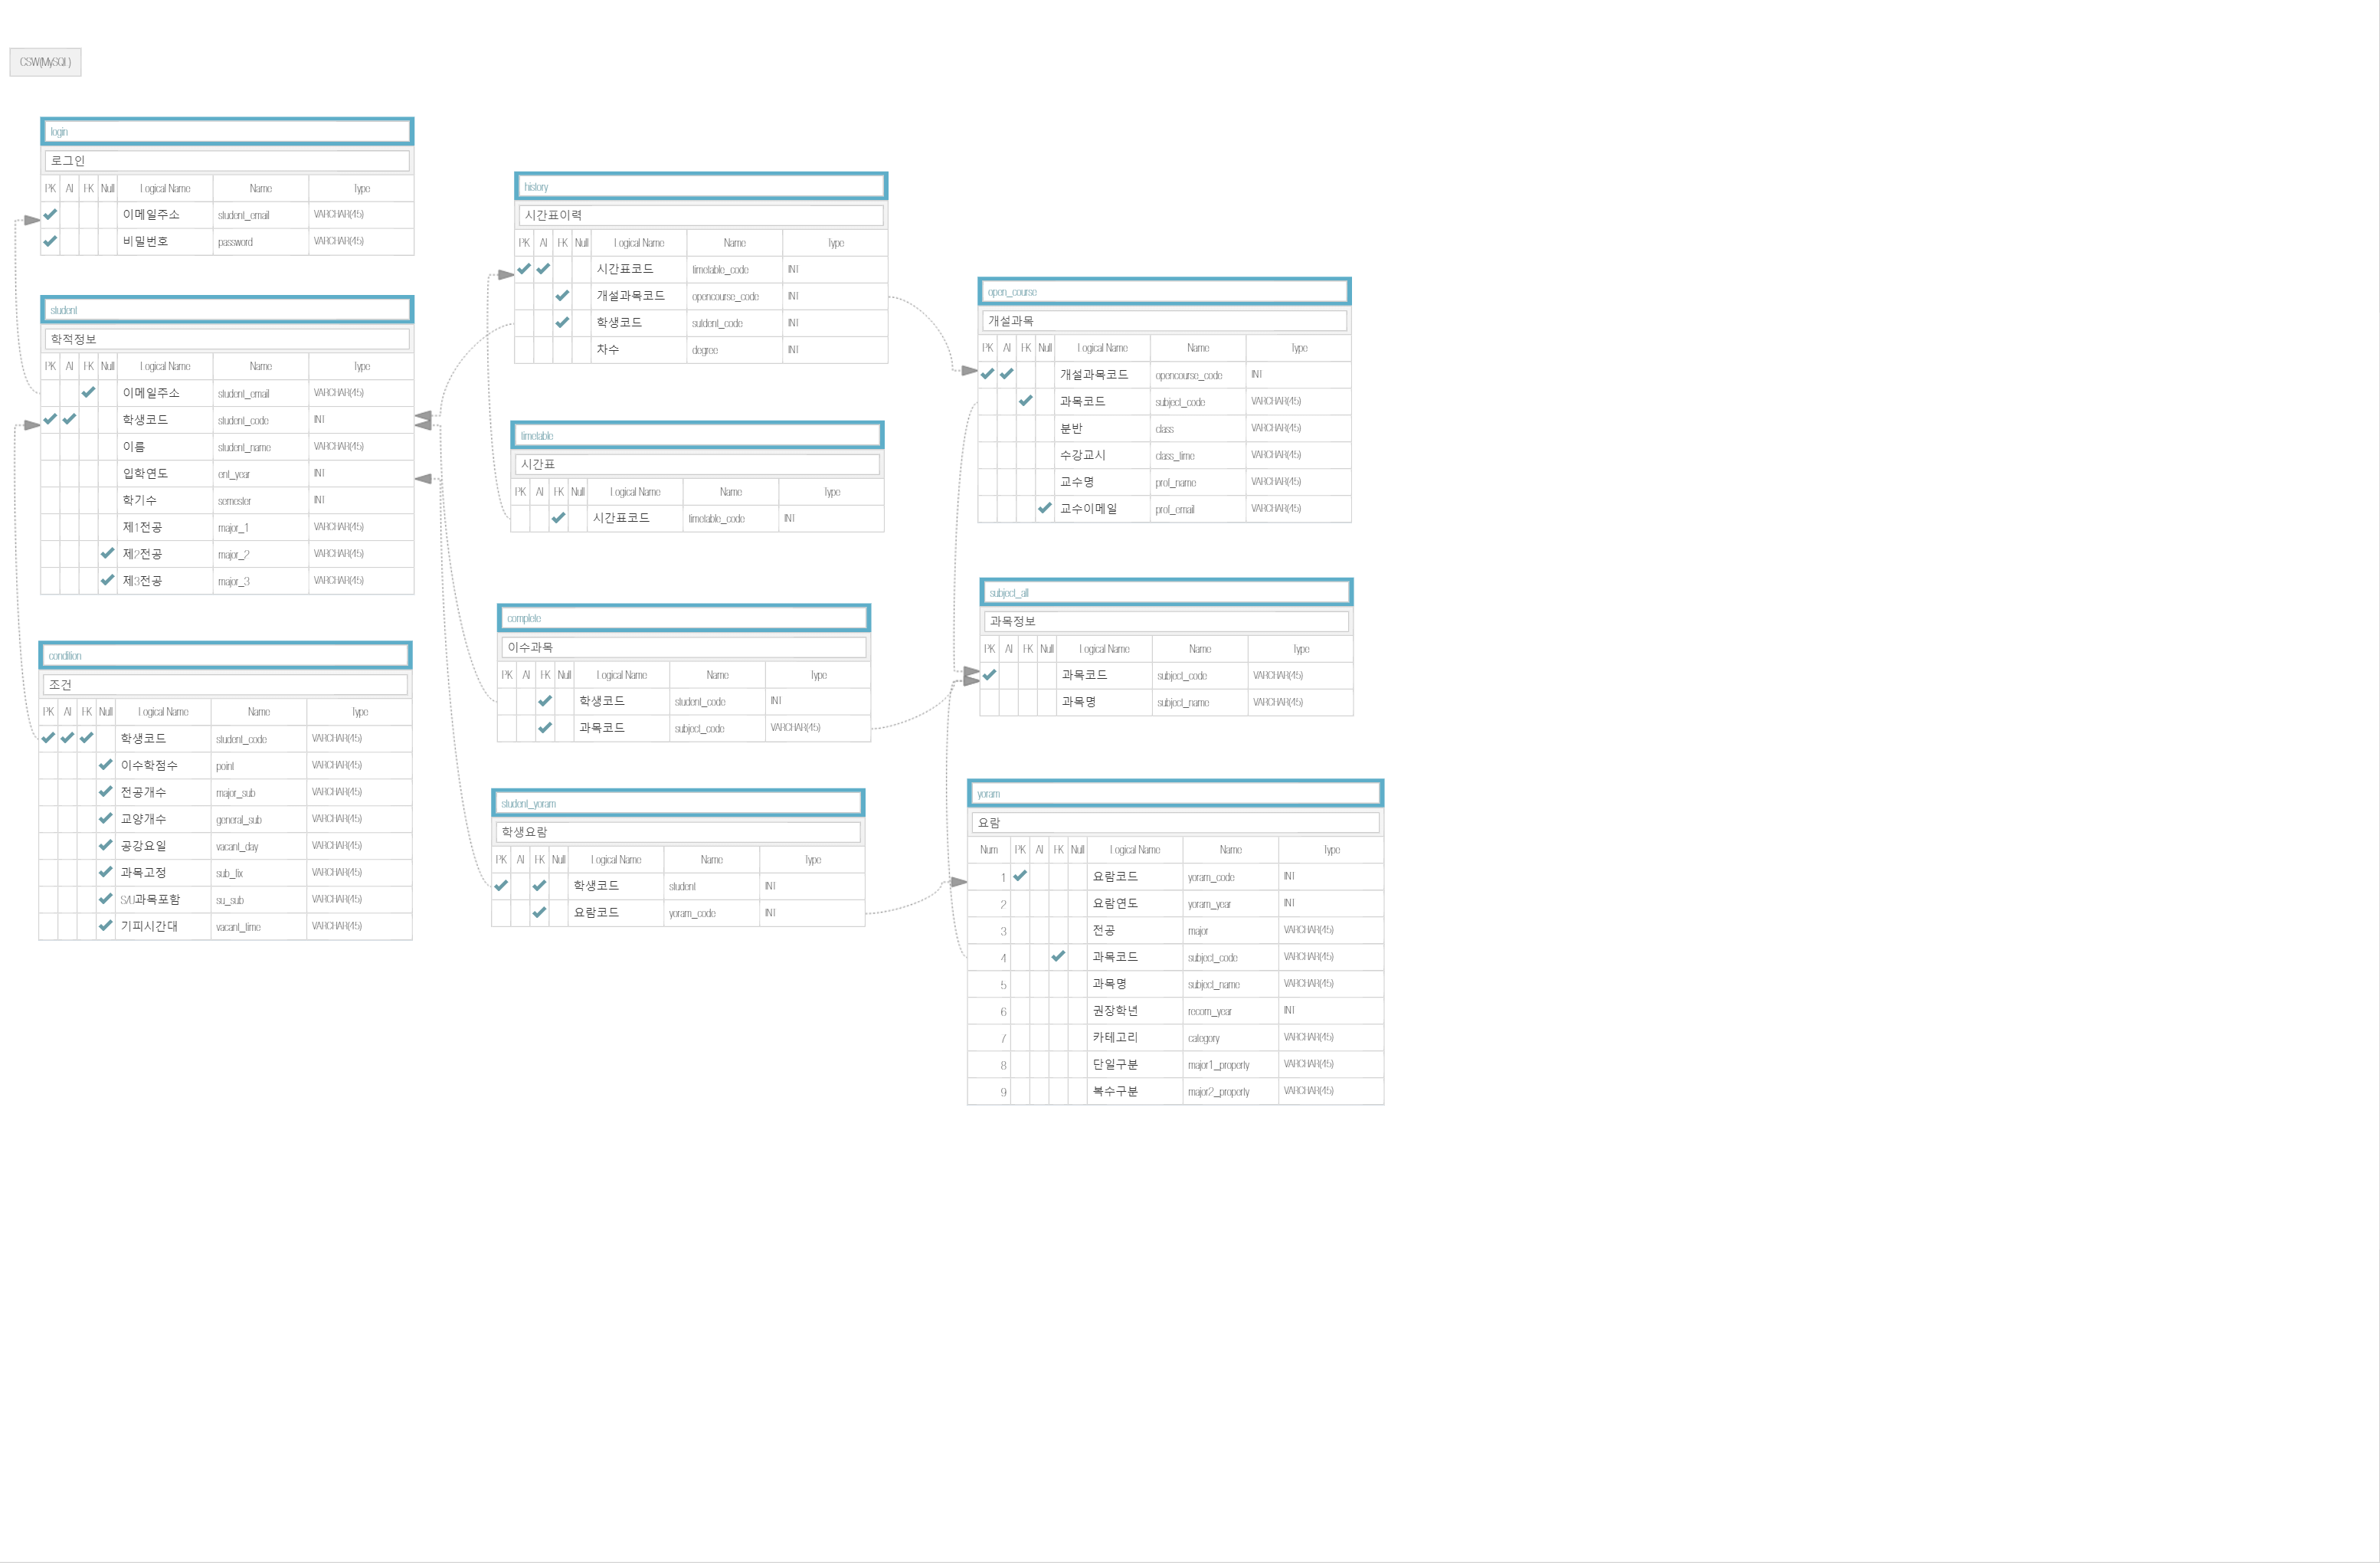 CSW(MySQL)
login
로그인
PK AI FK Null Logical Name Name Type
이메일주소 student_email VARCHAR(45)
비밀번호 password VARCHAR(45)
student
학적정보
PK AI FK Null Logical Name Name Type
이메일주소 student_email VARCHAR(45)
학생코드 student_code INT
이름 student_name VARCHAR(45)
입학연도 ent_year INT
학기수 semester INT
제1전공 major_1 VARCHAR(45)
제2전공 major_2 VARCHAR(45)
제3전공 major_3 VARCHAR(45)
condition
조건
PK AI FK Null Logical Name Name Type
학생코드 student_code VARCHAR(45)
이수학점수 point VARCHAR(45)
전공개수 major_sub VARCHAR(45)
교양개수 general_sub VARCHAR(45)
공강요일 vacant_day VARCHAR(45)
과목고정 sub_fix VARCHAR(45)
S/U과목포함 su_sub VARCHAR(45)
기피시간대 vacant_time VARCHAR(45)
history
시간표이력
PK AI FK Null Logical Name Name Type
시간표코드 timetable_code INT
개설과목코드 opencourse_code INT
학생코드 sutdent_code INT
차수 degree INT
timetable
시간표
PK AI FK Null Logical Name Name Type
시간표코드 timetable_code INT
complete
이수과목
PK AI FK Null Logical Name Name Type
학생코드 student_code INT
과목코드 subject_code VARCHAR(45)
student_yoram
학생요람
PK AI FK Null Logical Name Name Type
학생코드 student INT
요람코드 yoram_code INT
open_course
개설과목
PK AI FK Null Logical Name Name Type
개설과목코드 opencourse_code INT
과목코드 subject_code VARCHAR(45)
분반 class VARCHAR(45)
수강교시 class_time VARCHAR(45)
교수명 prof_name VARCHAR(45)
교수이메일 prof_email VARCHAR(45)
subject_all
과목정보
PK AI FK Null Logical Name Name Type
과목코드 subject_code VARCHAR(45)
과목명 subject_name VARCHAR(45)
yoram
요람
Num PK AI FK Null Logical Name Name Type
1 요람코드 yoram_code INT
2 요람연도 yoram_year INT
3 전공 major VARCHAR(45)
4 과목코드 subject_code VARCHAR(45)
5 과목명 subject_name VARCHAR(45)
6 권장학년 recom_year INT
7 카테고리 category VARCHAR(45)
8 단일구분 major1_property VARCHAR(45)
9 복수구분 major2_property VARCHAR(45)